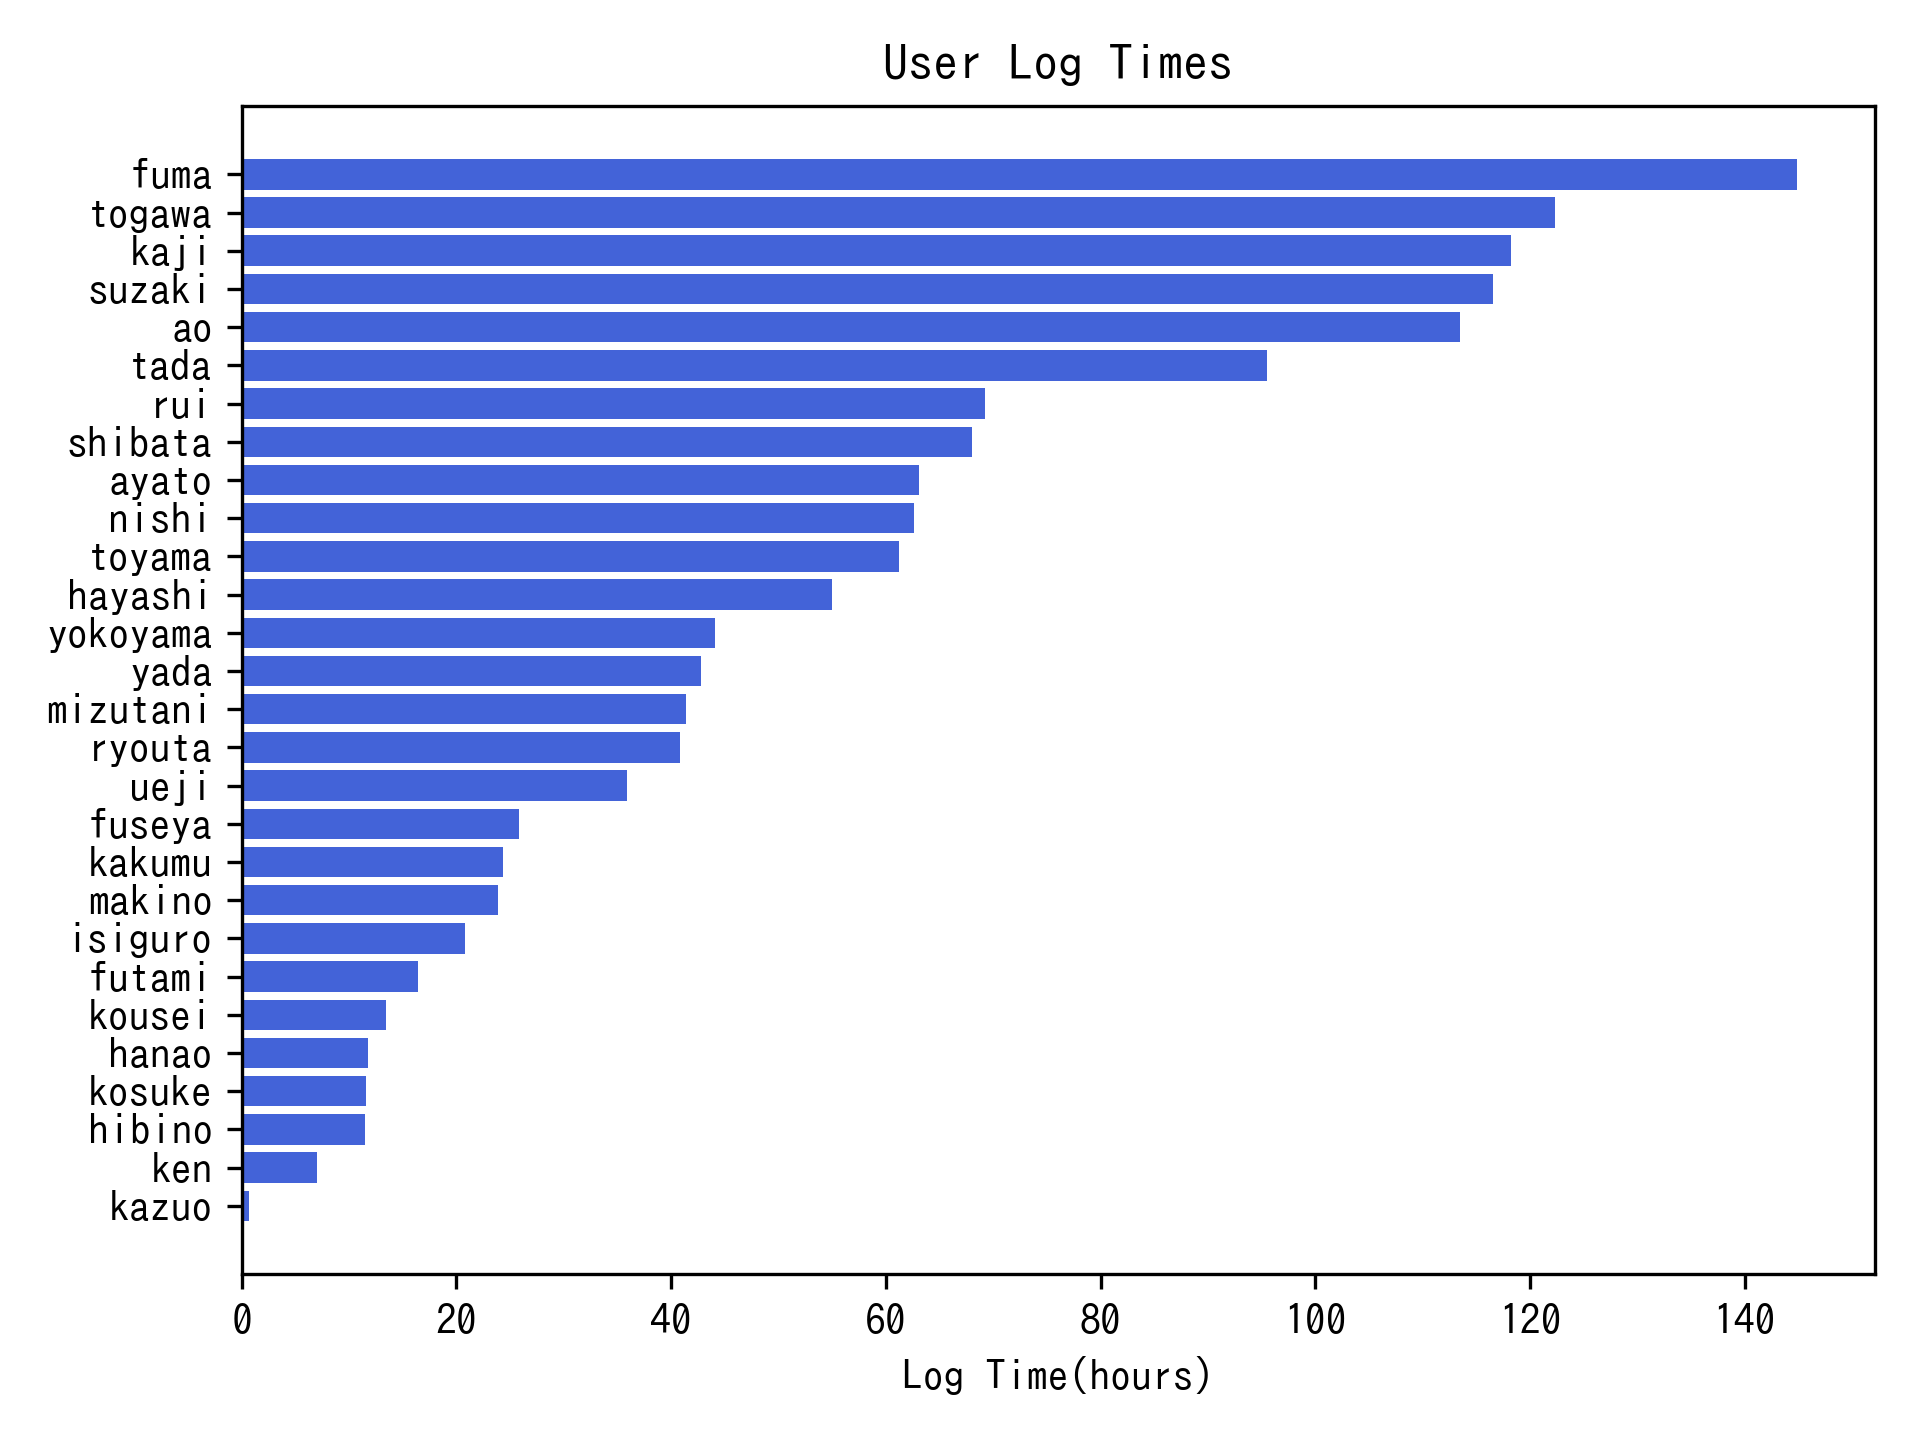 User Log Times
fuma
togawa
kaji
suzaki
ao
tada
rui
shibata
ayato
nishi
toyama
hayashi
yokoyama
yada
mizutani
ryouta
ueji
fuseya
kakumu
makino
isiguro
futami
kousei
hanao
kosuke
hibino
ken
kazuo
0 20 40 60 80 100 120 140
Log Time(hours)